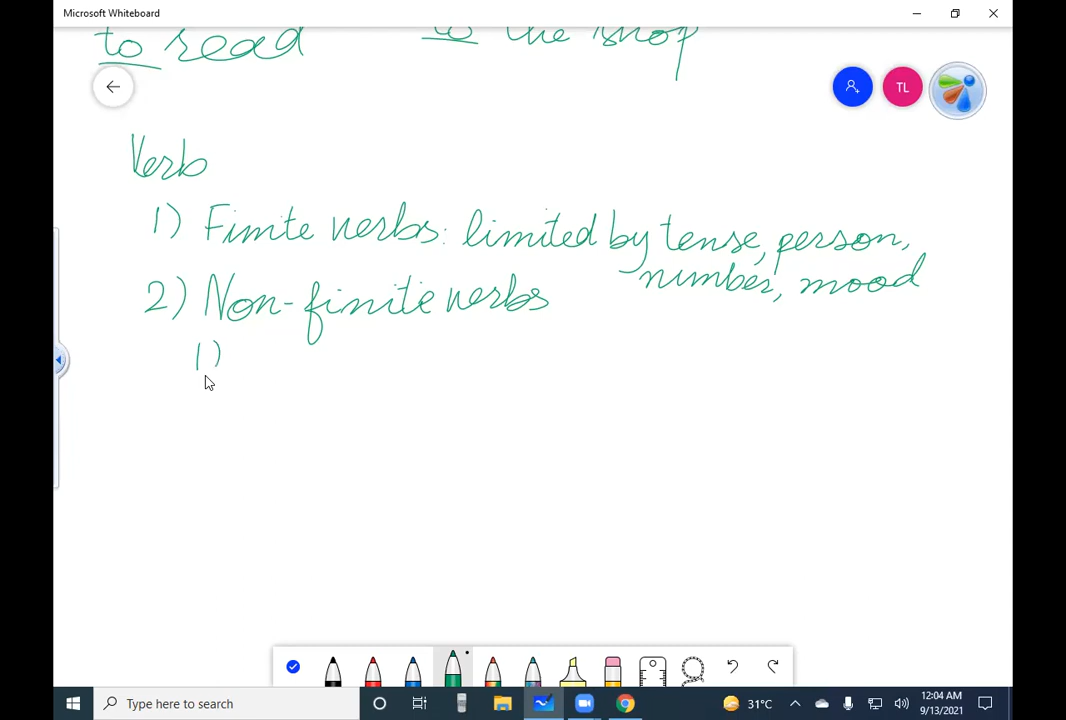 Microsoft Whiteboard
to read to the shop
TL
Verb
1) Finite verbs: limited by tense, person,
number, mood
2) Non-finite verbs
1)
Type here to search
31°C
12:04 AM
9/13/2021